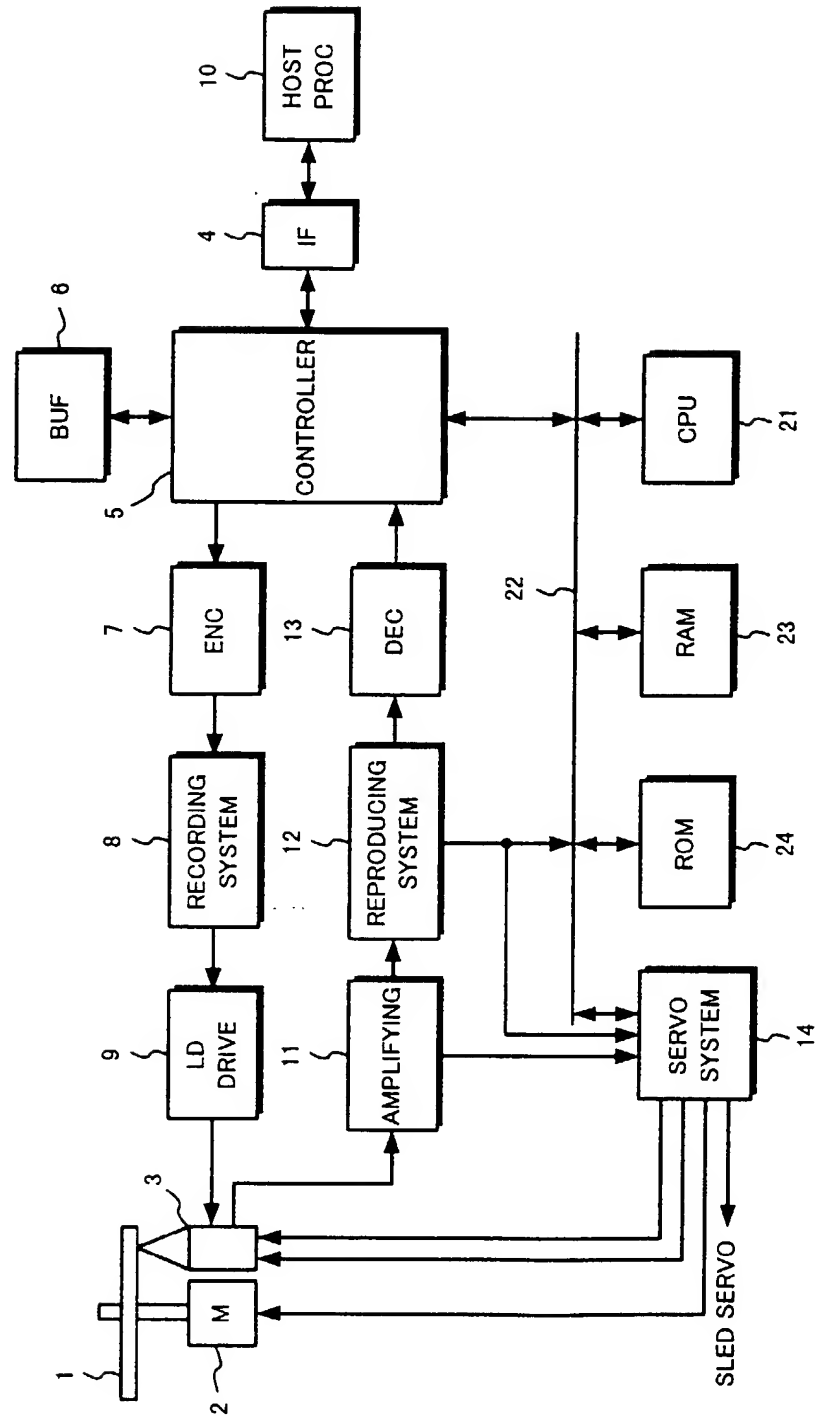 1
2
M
3
9
LD
DRIVE
8
RECORDING
SYSTEM
7
ENC
5
CONTROLLER
6
BUF
4
IF
10
HOST
PROC
11
AMPLIFYING
12
REPRODUCING
SYSTEM
13
DEC
22
SLED SERVO
SERVO
SYSTEM
14
ROM
24
RAM
23
CPU
21